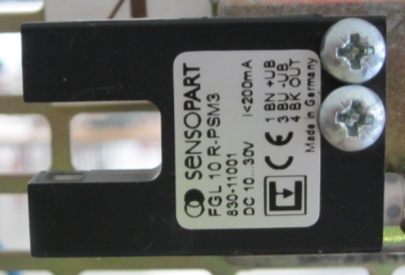 SENSOPART
FGL 10 R-PSM3
830-11001
DC 10...30V I<200mA
CE 1 BN +UB
3 BU -UB
4 BK OUT
Made in Germany